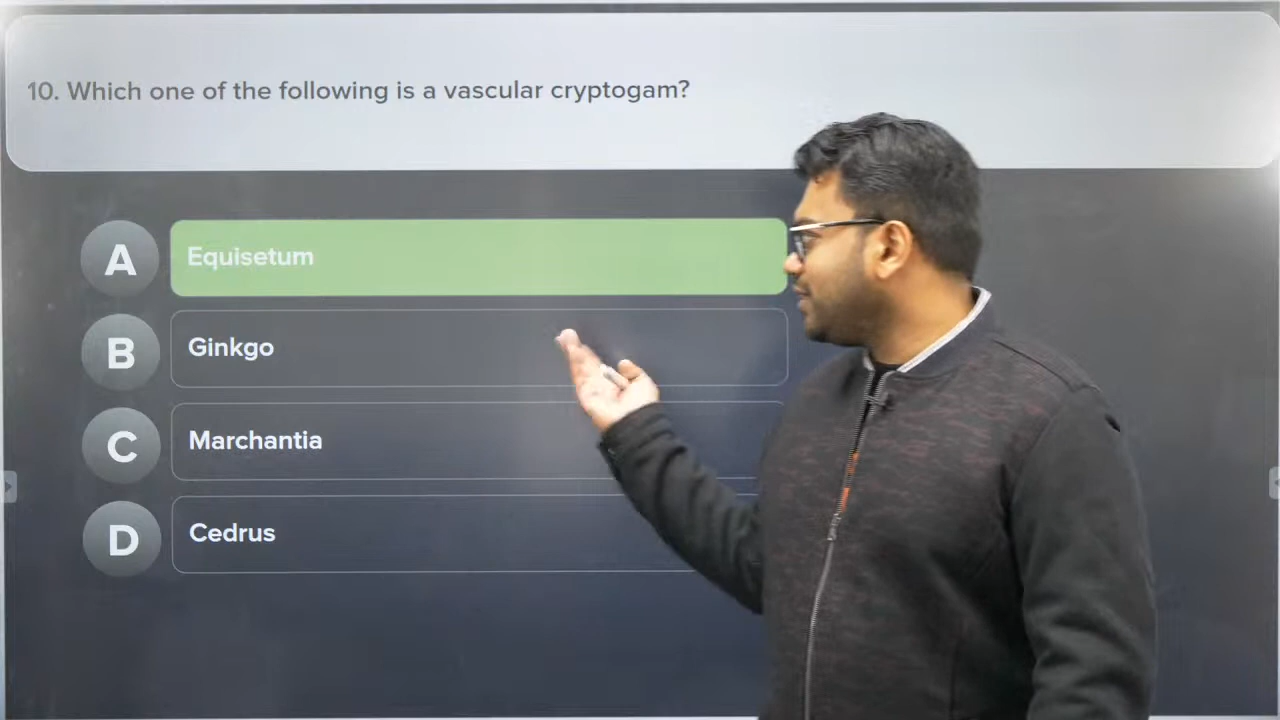 10. Which one of the following is a vascular cryptogam?
A Equisetum
B Ginkgo
C Marchantia
D Cedrus